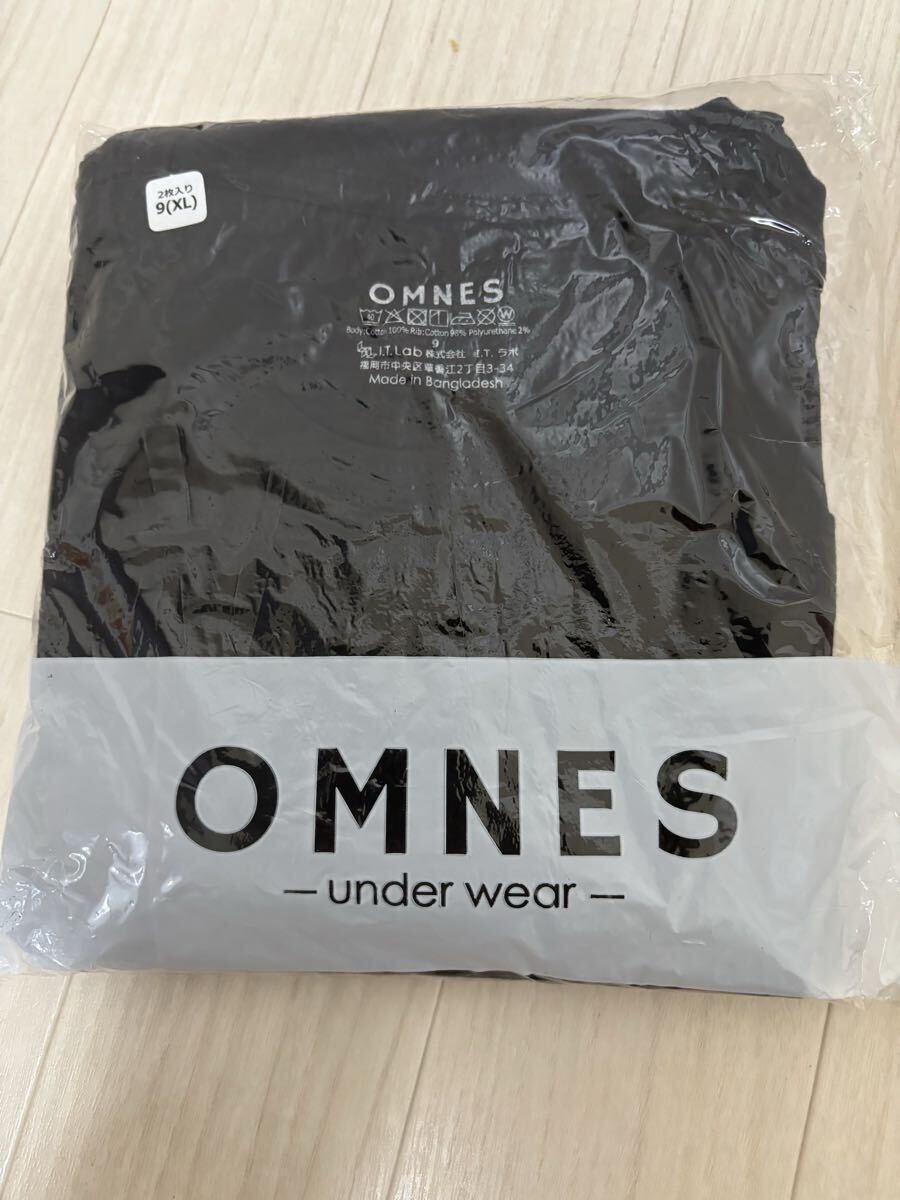 2枚入り
9(XL)
OMNES
40 W
Body:Cotton 100% Rib:Cotton 98% Polyurethane 2%
9
I.T.Lab 株式会社 I.T. ラボ
福岡市中央区草香江2丁目3-34
Made in Bangladesh
OMNES
— under wear —